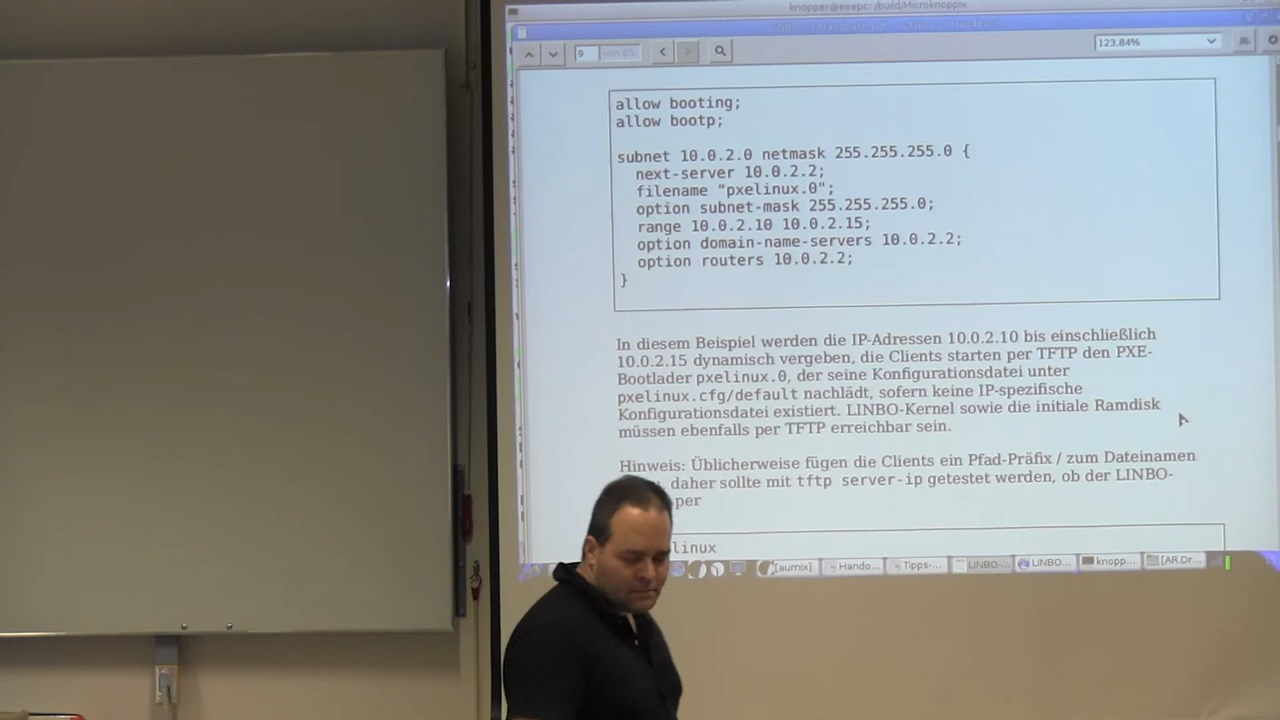 knopper@eeepc: /build/Microknoppix
9 von 65
123,84%
allow booting;
allow bootp;
subnet 10.0.2.0 netmask 255.255.255.0 {
next-server 10.0.2.2;
filename "pxelinux.0";
option subnet-mask 255.255.255.0;
range 10.0.2.10 10.0.2.15;
option domain-name-servers 10.0.2.2;
option routers 10.0.2.2;
}
In diesem Beispiel werden die IP-Adressen 10.0.2.10 bis einschließlich
10.0.2.15 dynamisch vergeben, die Clients starten per TFTP den PXE-
Bootlader pxelinux.0, der seine Konfigurationsdatei unter
pxelinux.cfg/default nachlädt, sofern keine IP-spezifische
Konfigurationsdatei existiert. LINBO-Kernel sowie die initiale Ramdisk
müssen ebenfalls per TFTP erreichbar sein.
Hinweis: Üblicherweise fügen die Clients ein Pfad-Präfix / zum Dateinamen
, daher sollte mit tftp server-ip getestet werden, ob der LINBO-
per
linux
[aumix] Hando... Tipps-... LINBO-... LINBO... knopp... [AR.Dr...